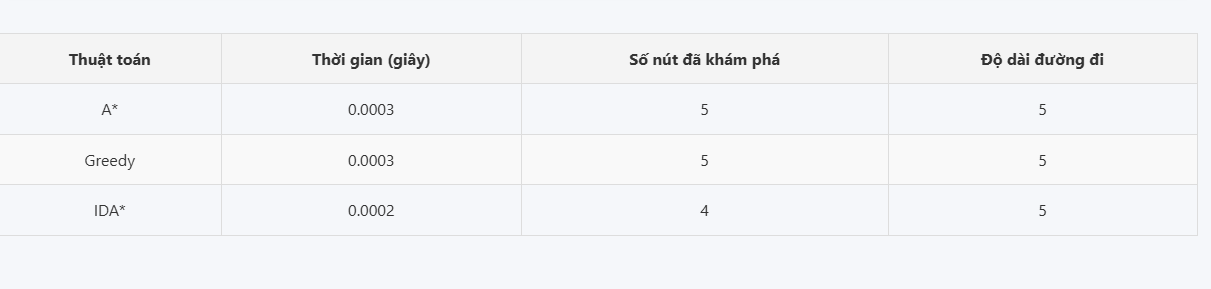 Thuật toán Thời gian (giây) Số nút đã khám phá Độ dài đường đi
A* 0.0003 5 5
Greedy 0.0003 5 5
IDA* 0.0002 4 5